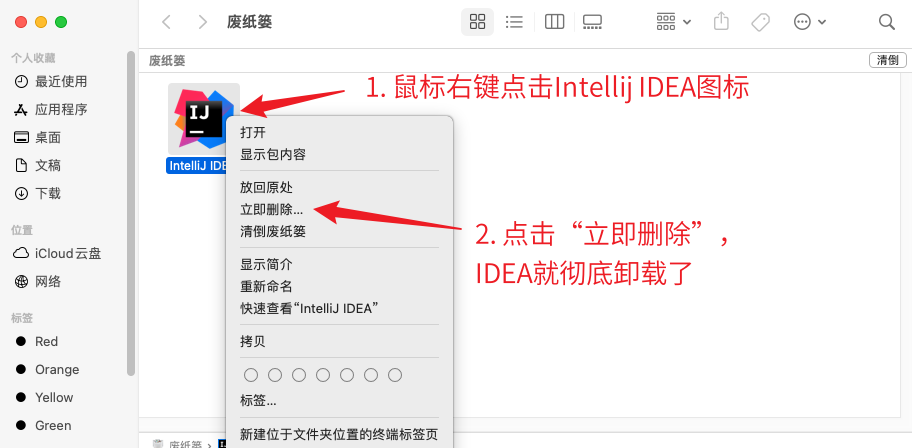 废纸篓
个人收藏
最近使用
应用程序
桌面
文稿
下载
位置
iCloud云盘
网络
标签
Red
Orange
Yellow
Green
废纸篓
清倒
IJ
IntelliJ IDE
1. 鼠标右键点击Intellij IDEA图标
打开
显示包内容
放回原处
立即删除...
清倒废纸篓
2. 点击“立即删除”，
IDEA就彻底卸载了
显示简介
重新命名
快速查看“IntelliJ IDEA”
拷贝
标签...
新建位于文件夹位置的终端标签页
废纸篓 ›